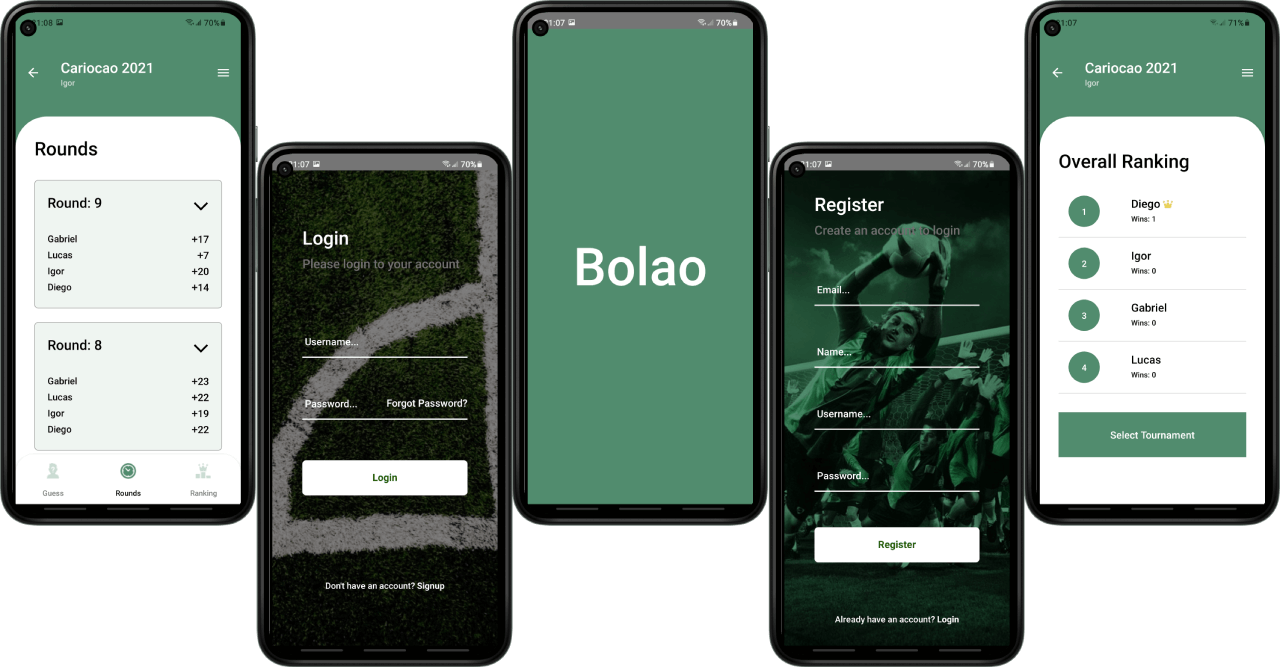 1:08 70%
Cariocao 2021
Igor
Rounds
Round: 9
Gabriel +17
Lucas +7
Igor +20
Diego +14
Round: 8
Gabriel +23
Lucas +22
Igor +19
Diego +22
Guess Rounds Ranking
1:07 70%
Login
Please login to your account
Username...
Password... Forgot Password?
Login
Don't have an account? Signup
1:07 70%
Bolao
1:07 70%
Register
Create an account to login
Email...
Name...
Username...
Password...
Register
Already have an account? Login
1:07 71%
Cariocao 2021
Igor
Overall Ranking
1 Diego
Wins: 1
2 Igor
Wins: 0
3 Gabriel
Wins: 0
4 Lucas
Wins: 0
Select Tournament